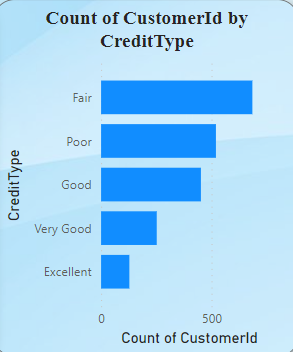 Count of CustomerId by
CreditType
CreditType
Fair
Poor
Good
Very Good
Excellent
0
500
Count of CustomerId